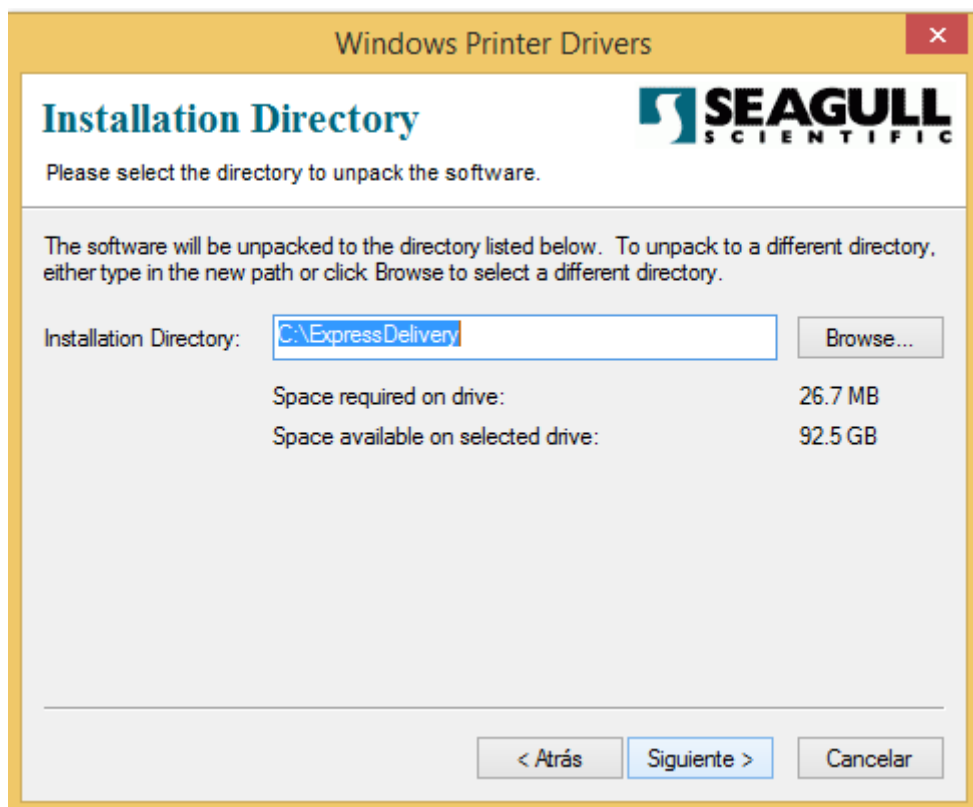 Windows Printer Drivers
Installation Directory
SEAGULL
SCIENTIFIC
Please select the directory to unpack the software.
The software will be unpacked to the directory listed below.  To unpack to a different directory,
either type in the new path or click Browse to select a different directory.
Installation Directory:
C:\ExpressDelivery
Browse...
Space required on drive:
26.7 MB
Space available on selected drive:
92.5 GB
< Atrás
Siguiente >
Cancelar